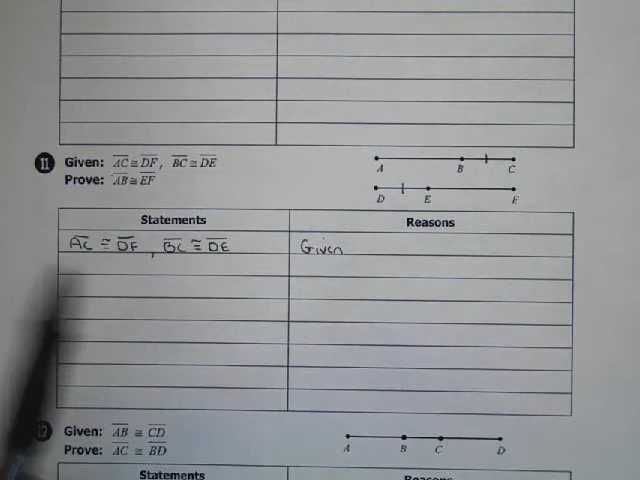 11 Given: AC ≅ DF, BC ≅ DE
Prove: AB ≅ EF
A B C
D E F
Statements Reasons
AC ≅ DF, BC ≅ DE Given
12 Given: AB ≅ CD
Prove: AC ≅ BD
A B C D
Statements Reasons